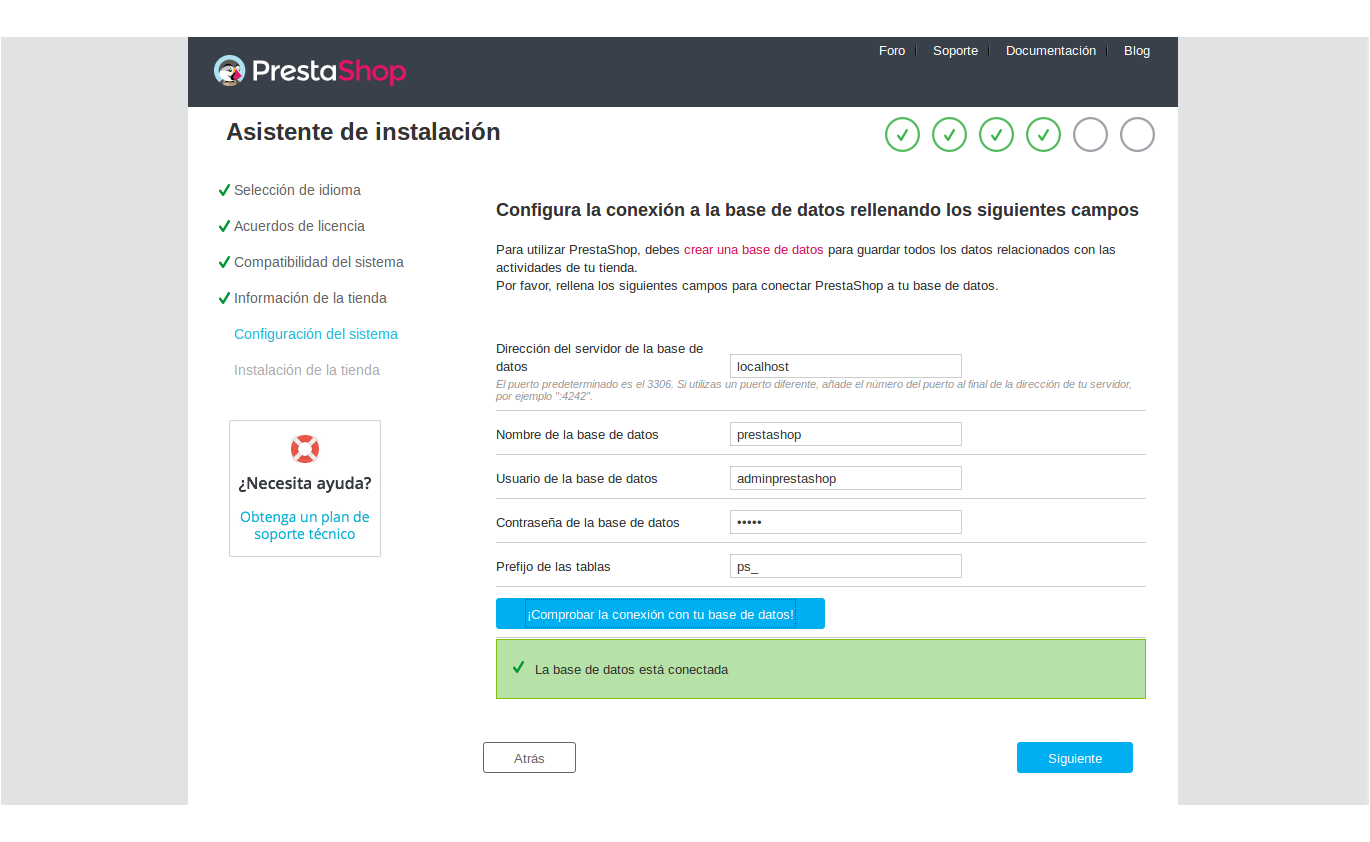 PrestaShop
Foro
Soporte
Documentación
Blog
Asistente de instalación
Selección de idioma
Acuerdos de licencia
Compatibilidad del sistema
Información de la tienda
Configuración del sistema
Instalación de la tienda
¿Necesita ayuda?
Obtenga un plan de
soporte técnico
Configura la conexión a la base de datos rellenando los siguientes campos
Para utilizar PrestaShop, debes crear una base de datos para guardar todos los datos relacionados con las
actividades de tu tienda.
Por favor, rellena los siguientes campos para conectar PrestaShop a tu base de datos.
Dirección del servidor de la base de
datos
localhost
El puerto predeterminado es el 3306. Si utilizas un puerto diferente, añade el número del puerto al final de la dirección de tu servidor,
por ejemplo ":4242".
Nombre de la base de datos
prestashop
Usuario de la base de datos
adminprestashop
Contraseña de la base de datos
•••••
Prefijo de las tablas
ps_
¡Comprobar la conexión con tu base de datos!
La base de datos está conectada
Atrás
Siguiente